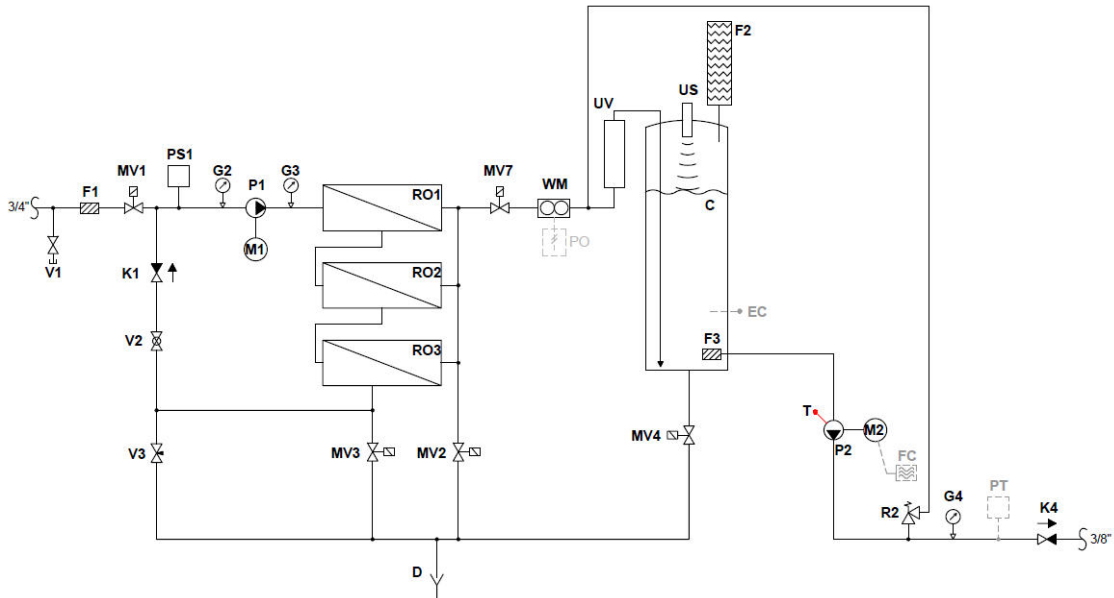 F2
US
UV
PS1
MV1
G2
P1
G3
RO1
MV7
WM
F1
3/4"
C
M1
PO
V1
K1
RO2
EC
V2
F3
RO3
T
M2
MV4
P2
V3
MV3
MV2
FC
PT
G4
K4
R2
3/8"
D